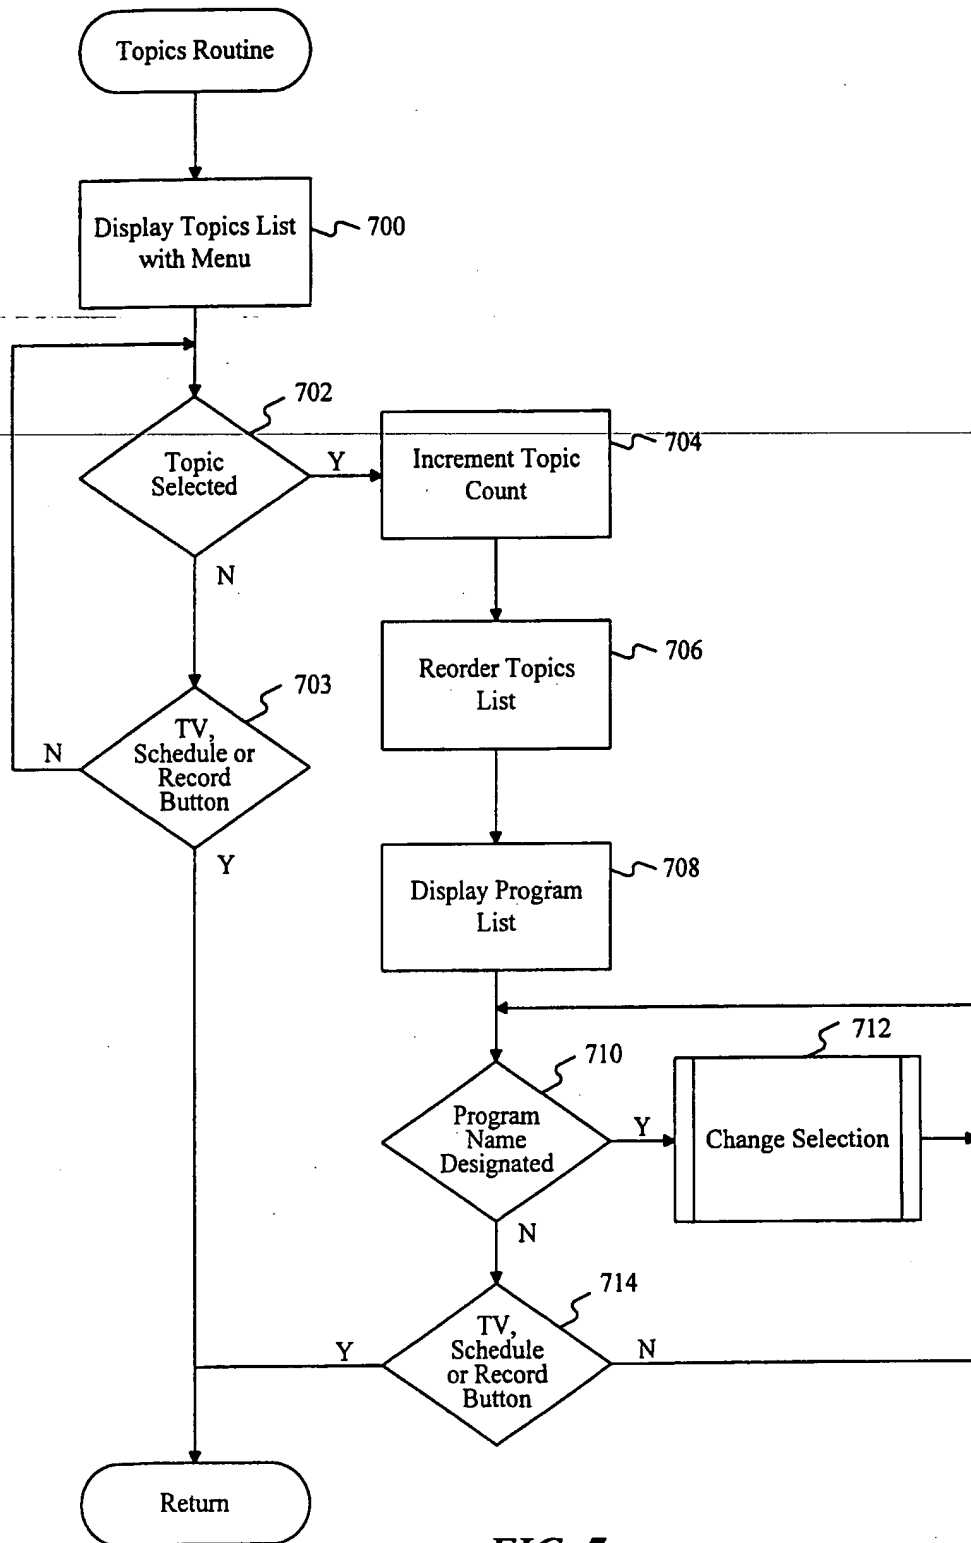 Topics Routine
Display Topics List
with Menu
700
702
Topic
Selected
Y
N
704
Increment Topic
Count
706
Reorder Topics
List
703
TV,
Schedule or
Record
Button
N
Y
708
Display Program
List
710
Program
Name
Designated
Y
N
712
Change Selection
714
TV,
Schedule
or Record
Button
Y
N
Return